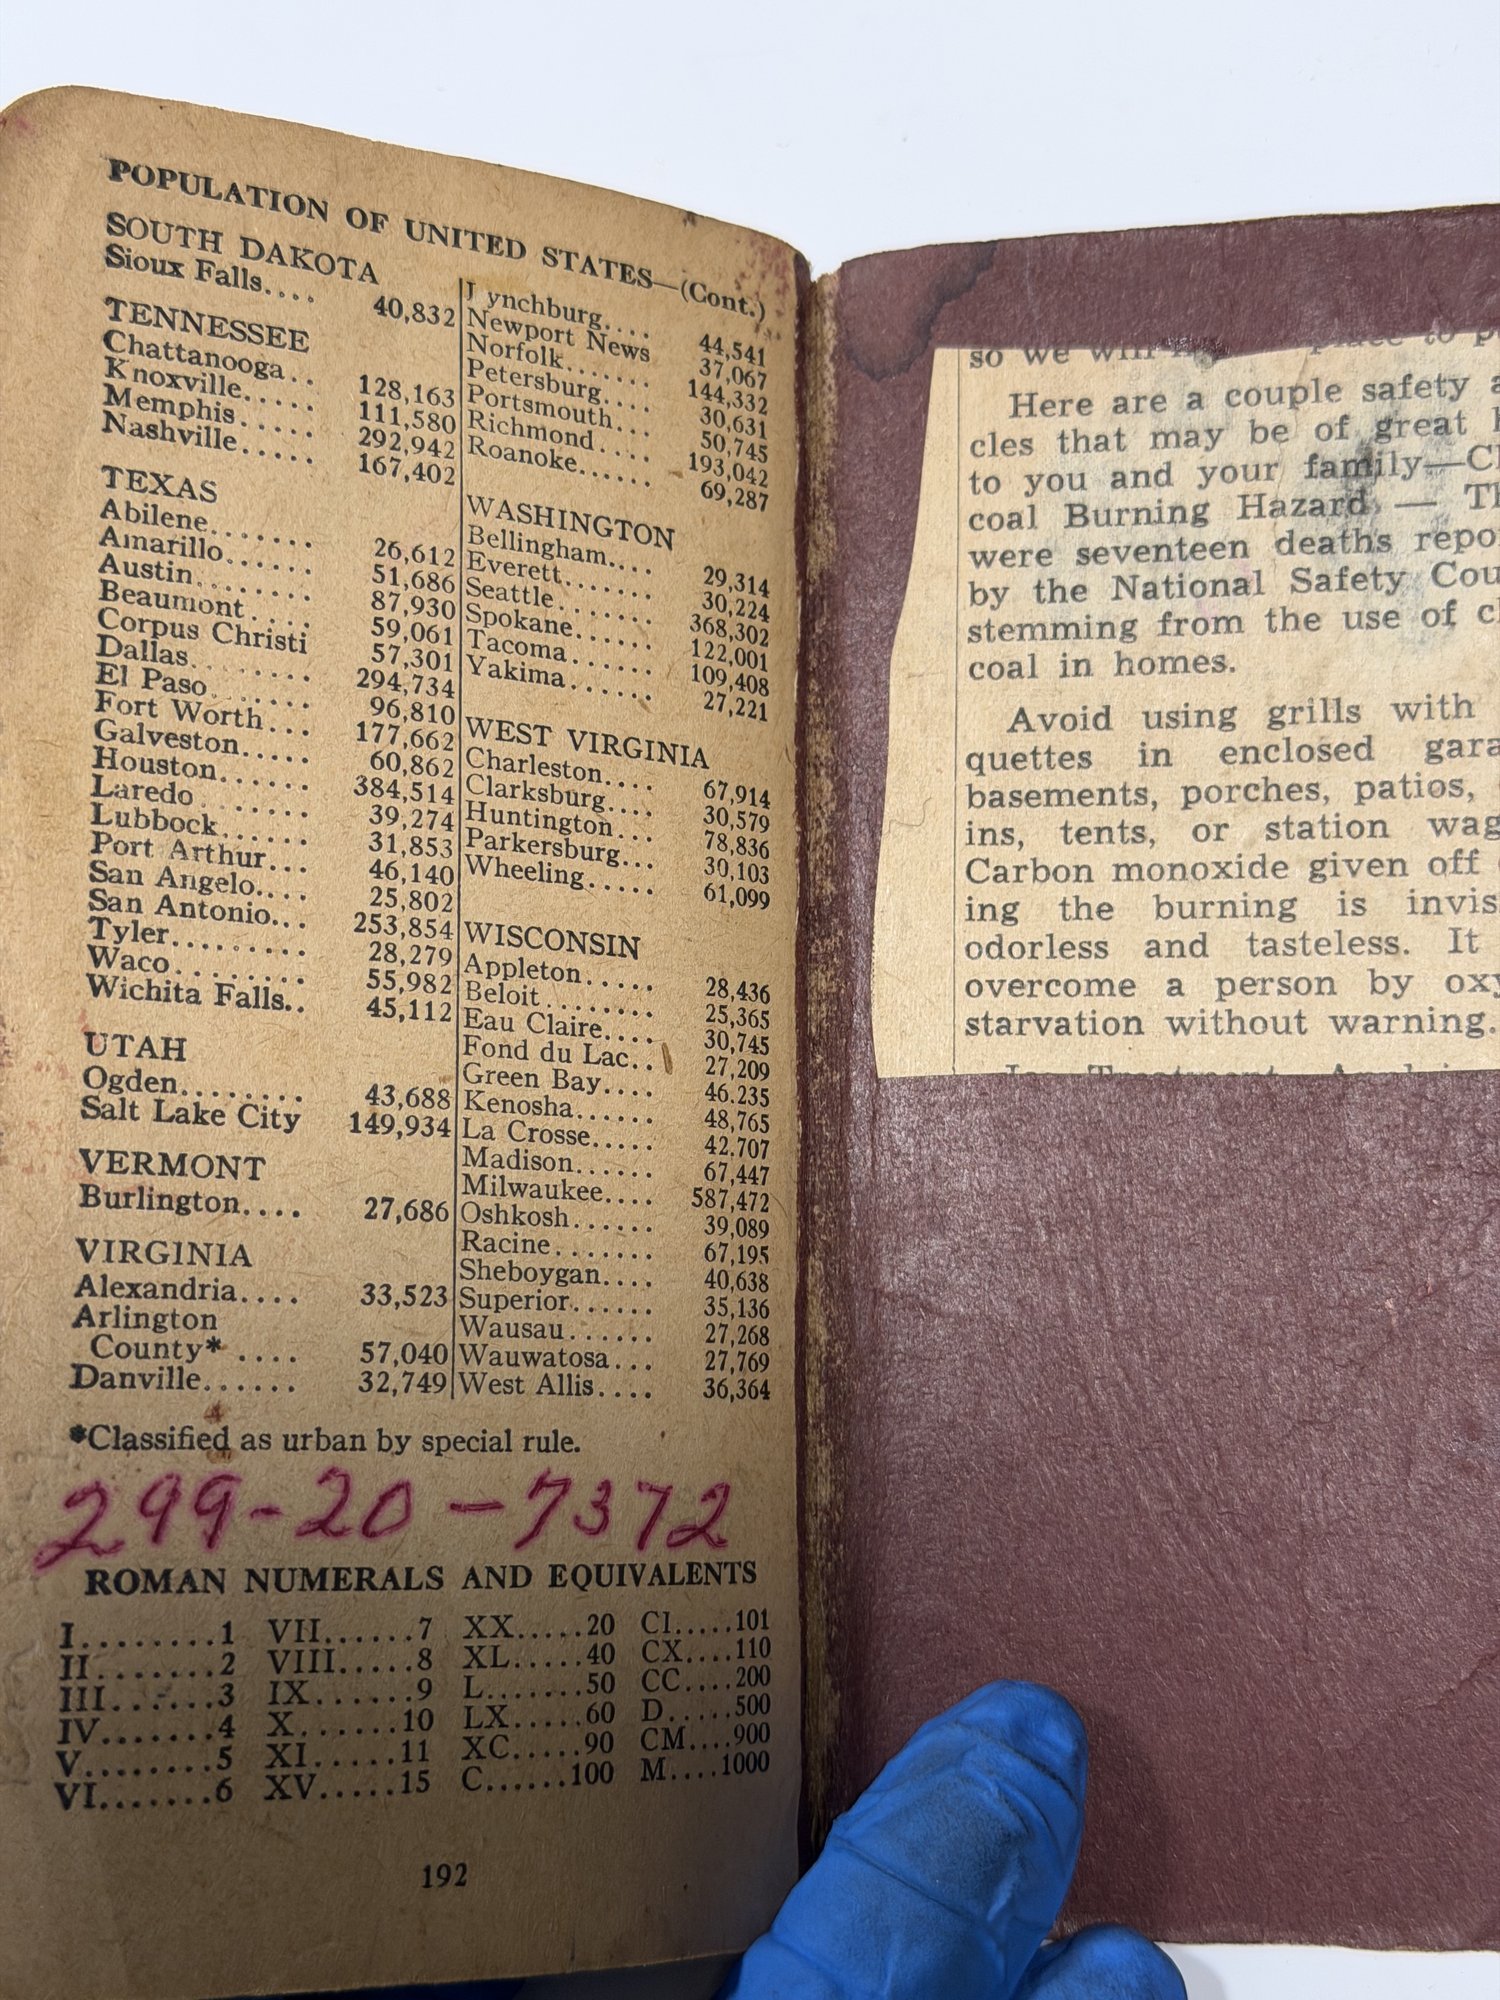 POPULATION OF UNITED STATES—(Cont.)
SOUTH DAKOTA
Sioux Falls.... 40,832
TENNESSEE
Chattanooga.. 128,163
Knoxville..... 111,580
Memphis..... 292,942
Nashville..... 167,402
TEXAS
Abilene....... 26,612
Amarillo...... 51,686
Austin........ 87,930
Beaumont.... 59,061
Corpus Christi 57,301
Dallas........ 294,734
El Paso....... 96,810
Fort Worth... 177,662
Galveston..... 60,862
Houston...... 384,514
Laredo....... 39,274
Lubbock...... 31,853
Port Arthur... 46,140
San Angelo.... 25,802
San Antonio... 253,854
Tyler......... 28,279
Waco........ 55,982
Wichita Falls.. 45,112
UTAH
Ogden........ 43,688
Salt Lake City 149,934
VERMONT
Burlington.... 27,686
VIRGINIA
Alexandria.... 33,523
Arlington
County* .... 57,040
Danville...... 32,749
Lynchburg.... 44,541
Newport News 37,067
Norfolk....... 144,332
Petersburg.... 30,631
Portsmouth... 50,745
Richmond.... 193,042
Roanoke...... 69,287
WASHINGTON
Bellingham.... 29,314
Everett....... 30,224
Seattle....... 368,302
Spokane...... 122,001
Tacoma....... 109,408
Yakima...... 27,221
WEST VIRGINIA
Charleston.... 67,914
Clarksburg.... 30,579
Huntington... 78,836
Parkersburg... 30,103
Wheeling..... 61,099
WISCONSIN
Appleton..... 28,436
Beloit........ 25,365
Eau Claire.... 30,745
Fond du Lac.. 27,209
Green Bay.... 46.235
Kenosha...... 48,765
La Crosse..... 42,707
Madison...... 67,447
Milwaukee.... 587,472
Oshkosh...... 39,089
Racine....... 67,195
Sheboygan.... 40,638
Superior...... 35,136
Wausau...... 27,268
Wauwatosa... 27,769
West Allis.... 36,364
*Classified as urban by special rule.
299-20-7372
ROMAN NUMERALS AND EQUIVALENTS
I........1 VII......7 XX.....20 CI.....101
II.......2 VIII.....8 XL.....40 CX....110
III......3 IX.......9 L.......50 CC....200
IV.......4 X.......10 LX.....60 D.....500
V........5 XI......11 XC.....90 CM....900
VI.......6 XV.....15 C......100 M....1000
192
so we will place to
Here are a couple safety a
cles that may be of great h
to you and your family—Ch
coal Burning Hazard — Th
were seventeen deaths repo
by the National Safety Cou
stemming from the use of c
coal in homes.
Avoid using grills with
quettes in enclosed gara
basements, porches, patios,
ins, tents, or station wag
Carbon monoxide given off
ing the burning is invis
odorless and tasteless. It
overcome a person by oxy
starvation without warning.